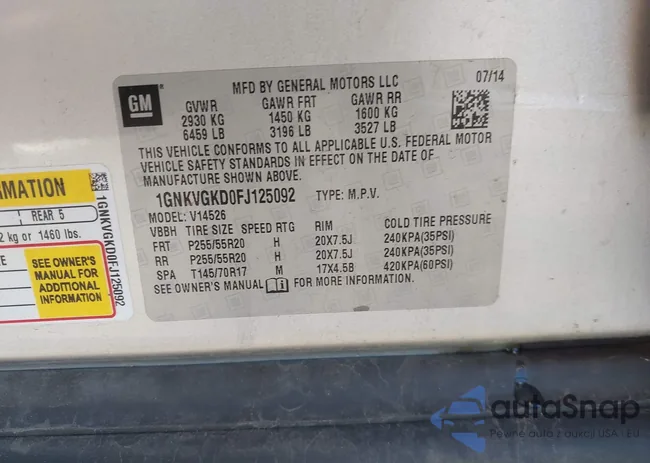 GM
MFD BY GENERAL MOTORS LLC
07/14
GVWR GAWR FRT GAWR RR
2930 KG 1450 KG 1600 KG
6459 LB 3196 LB 3527 LB
THIS VEHICLE CONFORMS TO ALL APPLICABLE U.S. FEDERAL MOTOR
VEHICLE SAFETY STANDARDS IN EFFECT ON THE DATE OF
MANUFACTURE SHOWN ABOVE.
1GNKVGKD0FJ125092 TYPE: M.P.V.
MODEL: V14526
VBBH TIRE SIZE SPEED RTG RIM COLD TIRE PRESSURE
FRT P255/55R20 H 20X7.5J 240KPA(35PSI)
RR P255/55R20 H 20X7.5J 240KPA(35PSI)
SPA T145/70R17 M 17X4.5B 420KPA(60PSI)
SEE OWNER'S MANUAL i FOR MORE INFORMATION.
REAR 5
kg or 1460 lbs.
SEE OWNER'S
MANUAL FOR
ADDITIONAL
INFORMATION
1GNKVGKD0FJ125092
autoSnap
Pewne auta z aukcji USA - EU